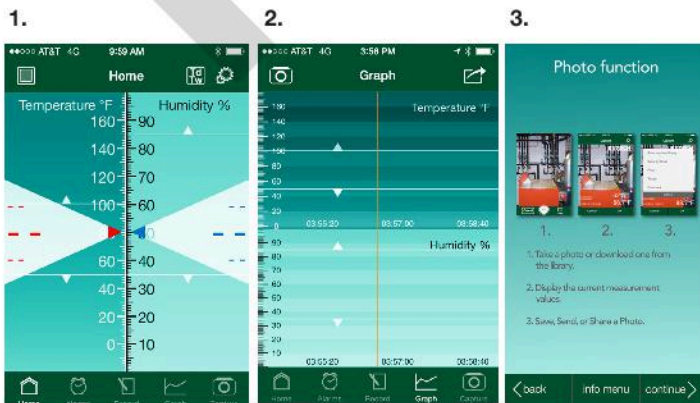 1.
2.
3.
AT&T 4G 9:59 AM
Home
Temperature °F
Humidity %
160
140
120
100
60
40
20
0
90
80
70
60
40
30
20
10
Home
Alarms
Record
Graph
Capture
AT&T 4G 3:56 PM
Graph
Temperature °F
160
140
120
80
60
40
20
0
03:55:20
03:57:00
03:58:40
Humidity %
90
80
70
60
50
40
30
20
10
03:55:20
03:57:00
03:58:40
Home
Alarms
Record
Graph
Capture
Photo function
1.
2.
3.
1. Take a photo or download one from
the library.
2. Display the current measurement
values.
3. Save, Send, or Share a Photo.
back
info menu
continue